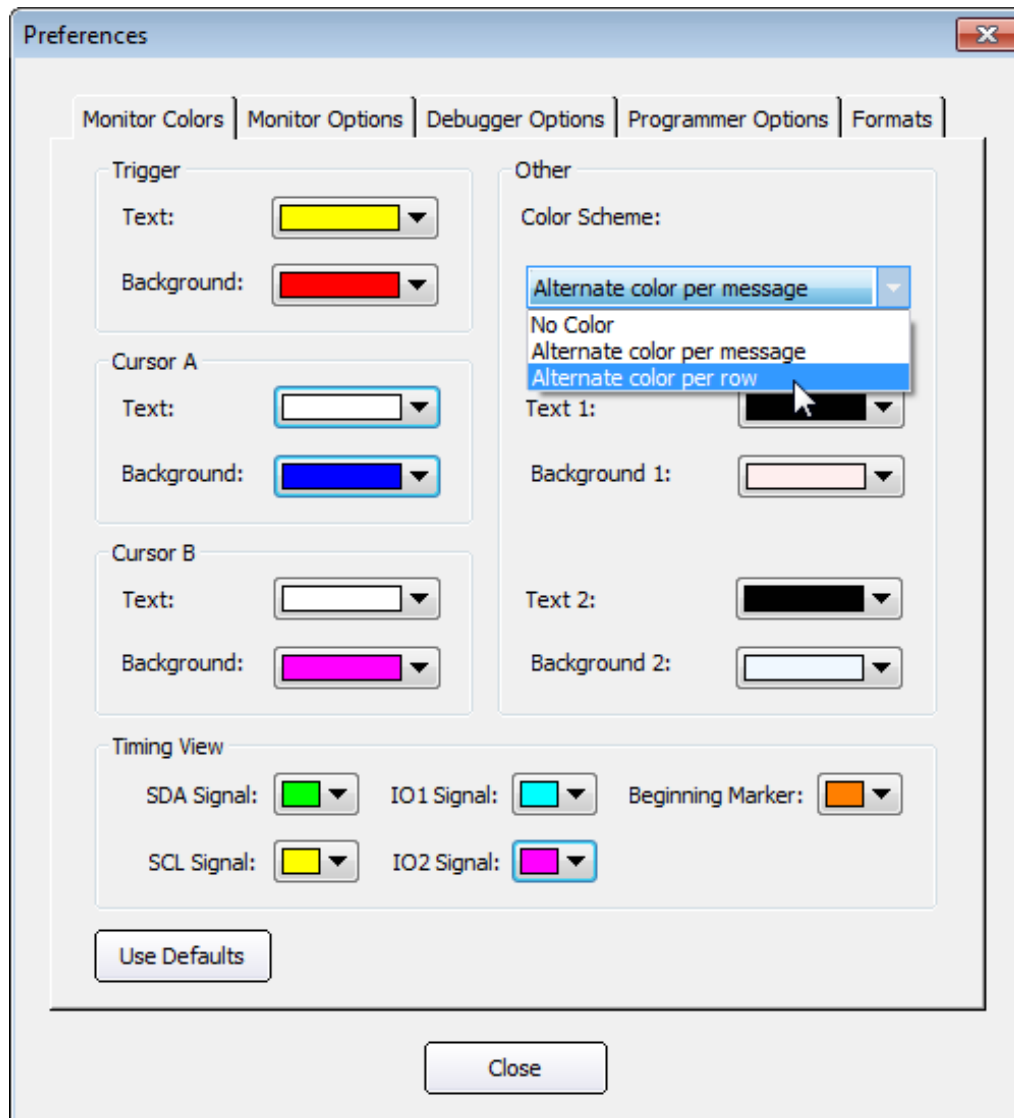 Preferences
Monitor Colors
Monitor Options
Debugger Options
Programmer Options
Formats
Trigger
Text:
Background:
Cursor A
Text:
Background:
Cursor B
Text:
Background:
Other
Color Scheme:
Alternate color per message
No Color
Alternate color per message
Alternate color per row
Text 1:
Background 1:
Text 2:
Background 2:
Timing View
SDA Signal:
IO1 Signal:
Beginning Marker:
SCL Signal:
IO2 Signal:
Use Defaults
Close